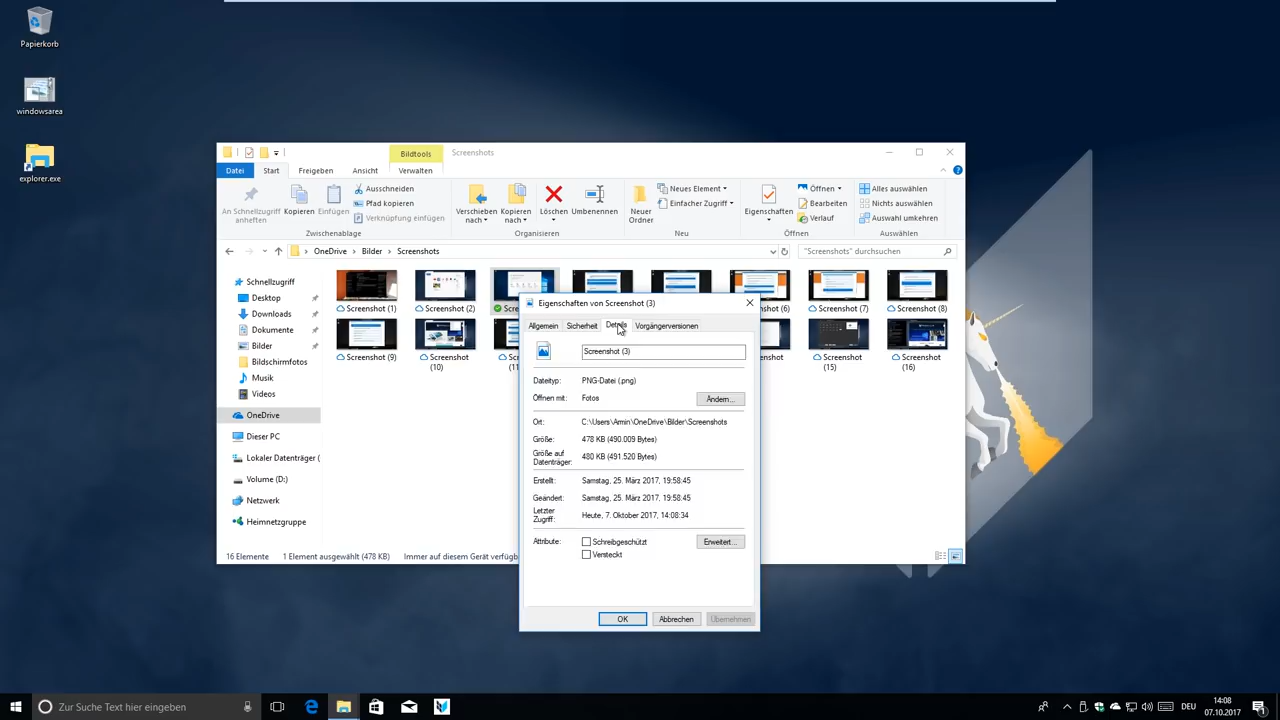 Papierkorb
windowsarea
explorer.exe
Bildtools
Screenshots
Datei
Start
Freigeben
Ansicht
Verwalten
An Schnellzugriff
anheften
Kopieren
Einfügen
Ausschneiden
Pfad kopieren
Verknüpfung einfügen
Zwischenablage
Verschieben
nach
Kopieren
nach
Löschen
Umbenennen
Organisieren
Neuer
Ordner
Neues Element
Einfacher Zugriff
Neu
Eigenschaften
Öffnen
Bearbeiten
Verlauf
Öffnen
Alles auswählen
Nichts auswählen
Auswahl umkehren
Auswählen
OneDrive
Bilder
Screenshots
"Screenshots" durchsuchen
Schnellzugriff
Desktop
Downloads
Dokumente
Bilder
Bildschirmfotos
Musik
Videos
OneDrive
Dieser PC
Lokaler Datenträger (
Volume (D:)
Netzwerk
Heimnetzgruppe
Screenshot (1)
Screenshot (2)
Scree
(6)
Screenshot (7)
Screenshot (8)
Screenshot (9)
Screenshot
(10)
Scree
(11
Screenshot
(15)
Screenshot
(16)
16 Elemente
1 Element ausgewählt (478 KB)
Immer auf diesem Gerät verfügb
Eigenschaften von Screenshot (3)
Allgemein
Sicherheit
Details
Vorgängerversionen
Screenshot (3)
Dateityp:
PNG-Datei (.png)
Öffnen mit:
Fotos
Ändern...
Ort:
C:\Users\Armin\OneDrive\Bilder\Screenshots
Größe:
478 KB (490.009 Bytes)
Größe auf
Datenträger:
480 KB (491.520 Bytes)
Erstellt:
Samstag, 25. März 2017, 19:58:45
Geändert:
Samstag, 25. März 2017, 19:58:45
Letzter
Zugriff:
Heute, 7. Oktober 2017, 14:08:34
Attribute:
Schreibgeschützt
Versteckt
Erweitert...
OK
Abbrechen
Übernehmen
Zur Suche Text hier eingeben
DEU
14:08
07.10.2017